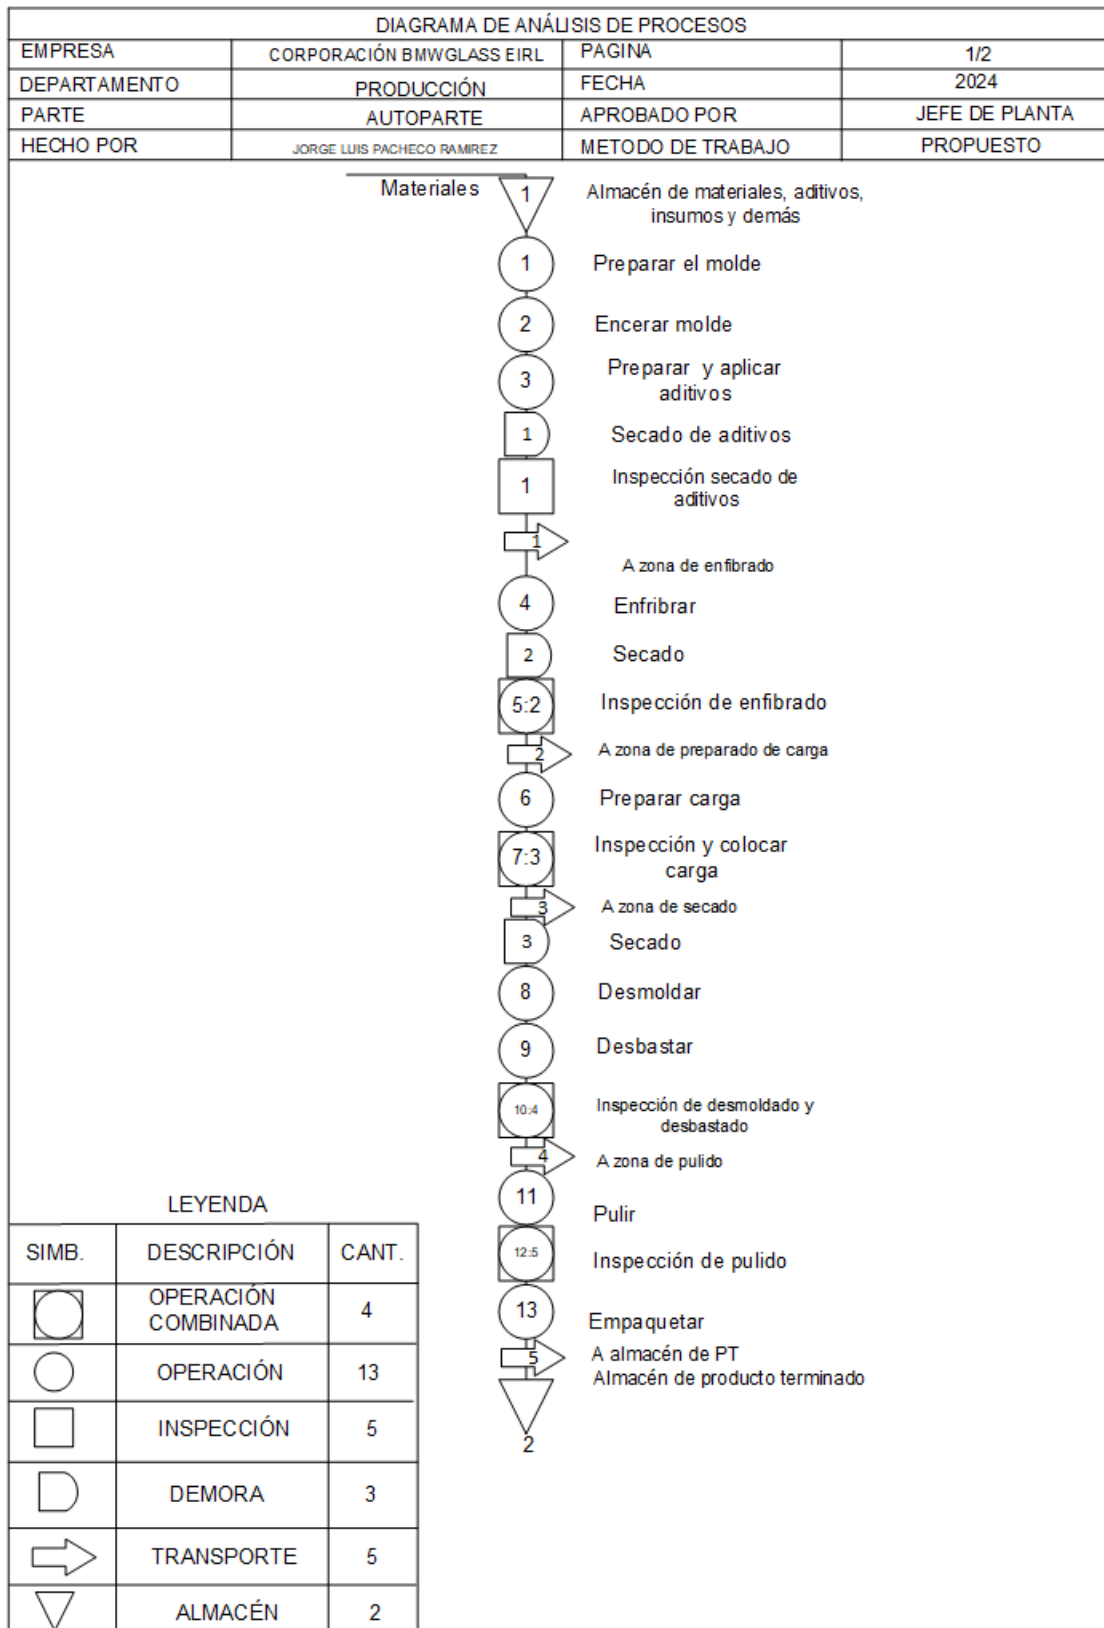 DIAGRAMA DE ANÁLISIS DE PROCESOS
EMPRESA CORPORACIÓN BMWGLASS EIRL PAGINA 1/2
DEPARTAMENTO PRODUCCIÓN FECHA 2024
PARTE AUTOPARTE APROBADO POR JEFE DE PLANTA
HECHO POR JORGE LUIS PACHECO RAMIREZ METODO DE TRABAJO PROPUESTO
Materiales 1 Almacén de materiales, aditivos,
insumos y demás
1 Preparar el molde
2 Encerar molde
3 Preparar y aplicar
aditivos
1 Secado de aditivos
1 Inspección secado de
aditivos
1
A zona de enfibrado
4 Enfribrar
2 Secado
5:2 Inspección de enfibrado
2 A zona de preparado de carga
6 Preparar carga
7:3 Inspección y colocar
carga
3 A zona de secado
3 Secado
8 Desmoldar
9 Desbastar
10:4 Inspección de desmoldado y
desbastado
4 A zona de pulido
11 Pulir
12:5 Inspección de pulido
13 Empaquetar
5 A almacén de PT
Almacén de producto terminado
2
LEYENDA
SIMB. DESCRIPCIÓN CANT.
OPERACIÓN
COMBINADA 4
OPERACIÓN 13
INSPECCIÓN 5
DEMORA 3
TRANSPORTE 5
ALMACÉN 2